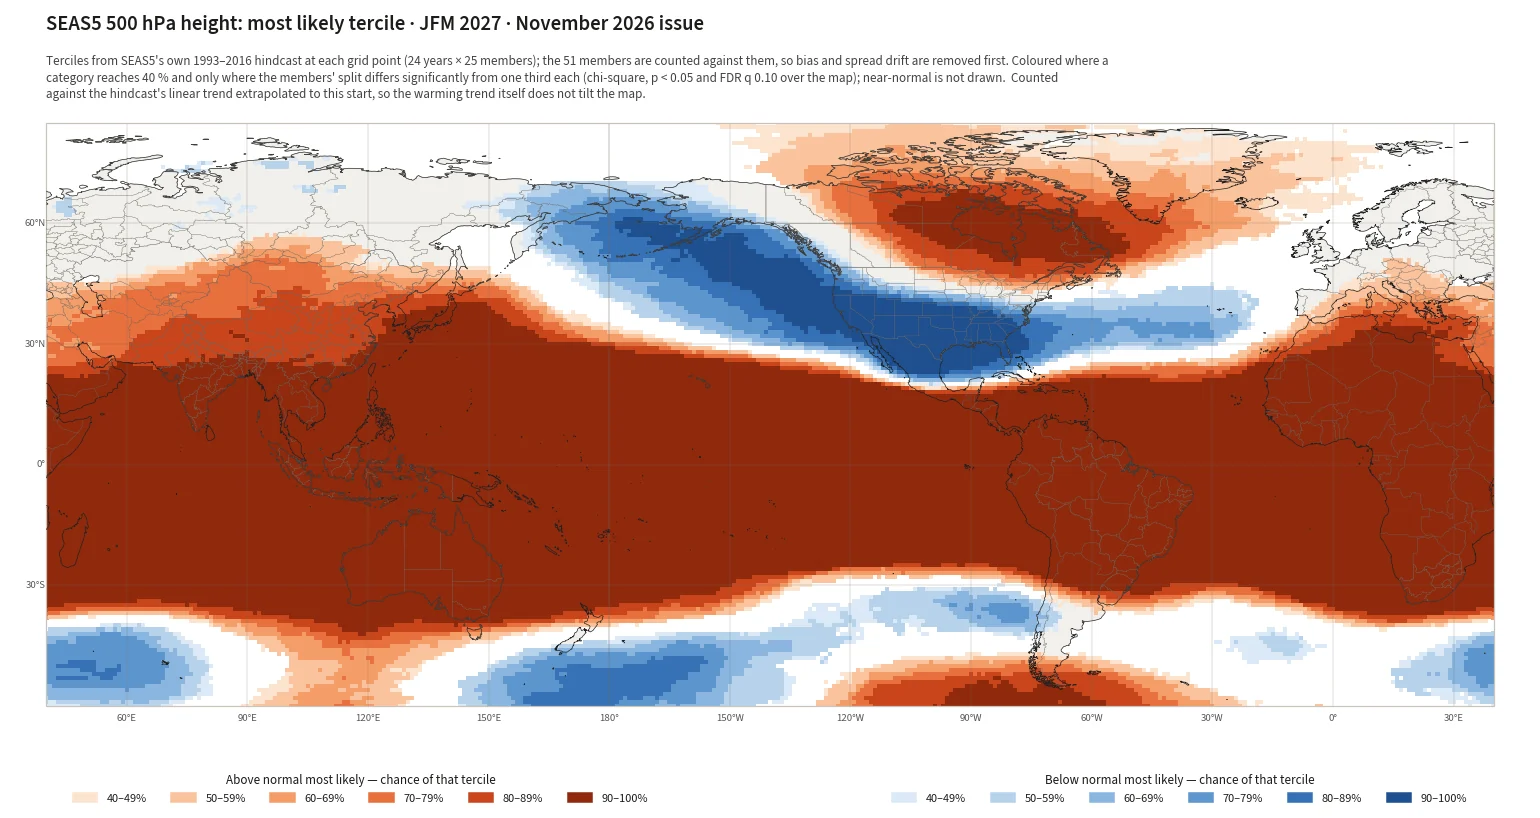 SEAS5 500 hPa height: most likely tercile · JFM 2027 · November 2026 issue
Terciles from SEAS5's own 1993–2016 hindcast at each grid point (24 years × 25 members); the 51 members are counted against them, so bias and spread drift are removed first. Coloured where a
category reaches 40 % and only where the members' split differs significantly from one third each (chi-square, p < 0.05 and FDR q 0.10 over the map); near-normal is not drawn. Counted
against the hindcast's linear trend extrapolated to this start, so the warming trend itself does not tilt the map.
60°N
30°N
0°
30°S
60°E 90°E 120°E 150°E 180° 150°W 120°W 90°W 60°W 30°W 0° 30°E
Above normal most likely — chance of that tercile
40–49% 50–59% 60–69% 70–79% 80–89% 90–100%
Below normal most likely — chance of that tercile
40–49% 50–59% 60–69% 70–79% 80–89% 90–100%